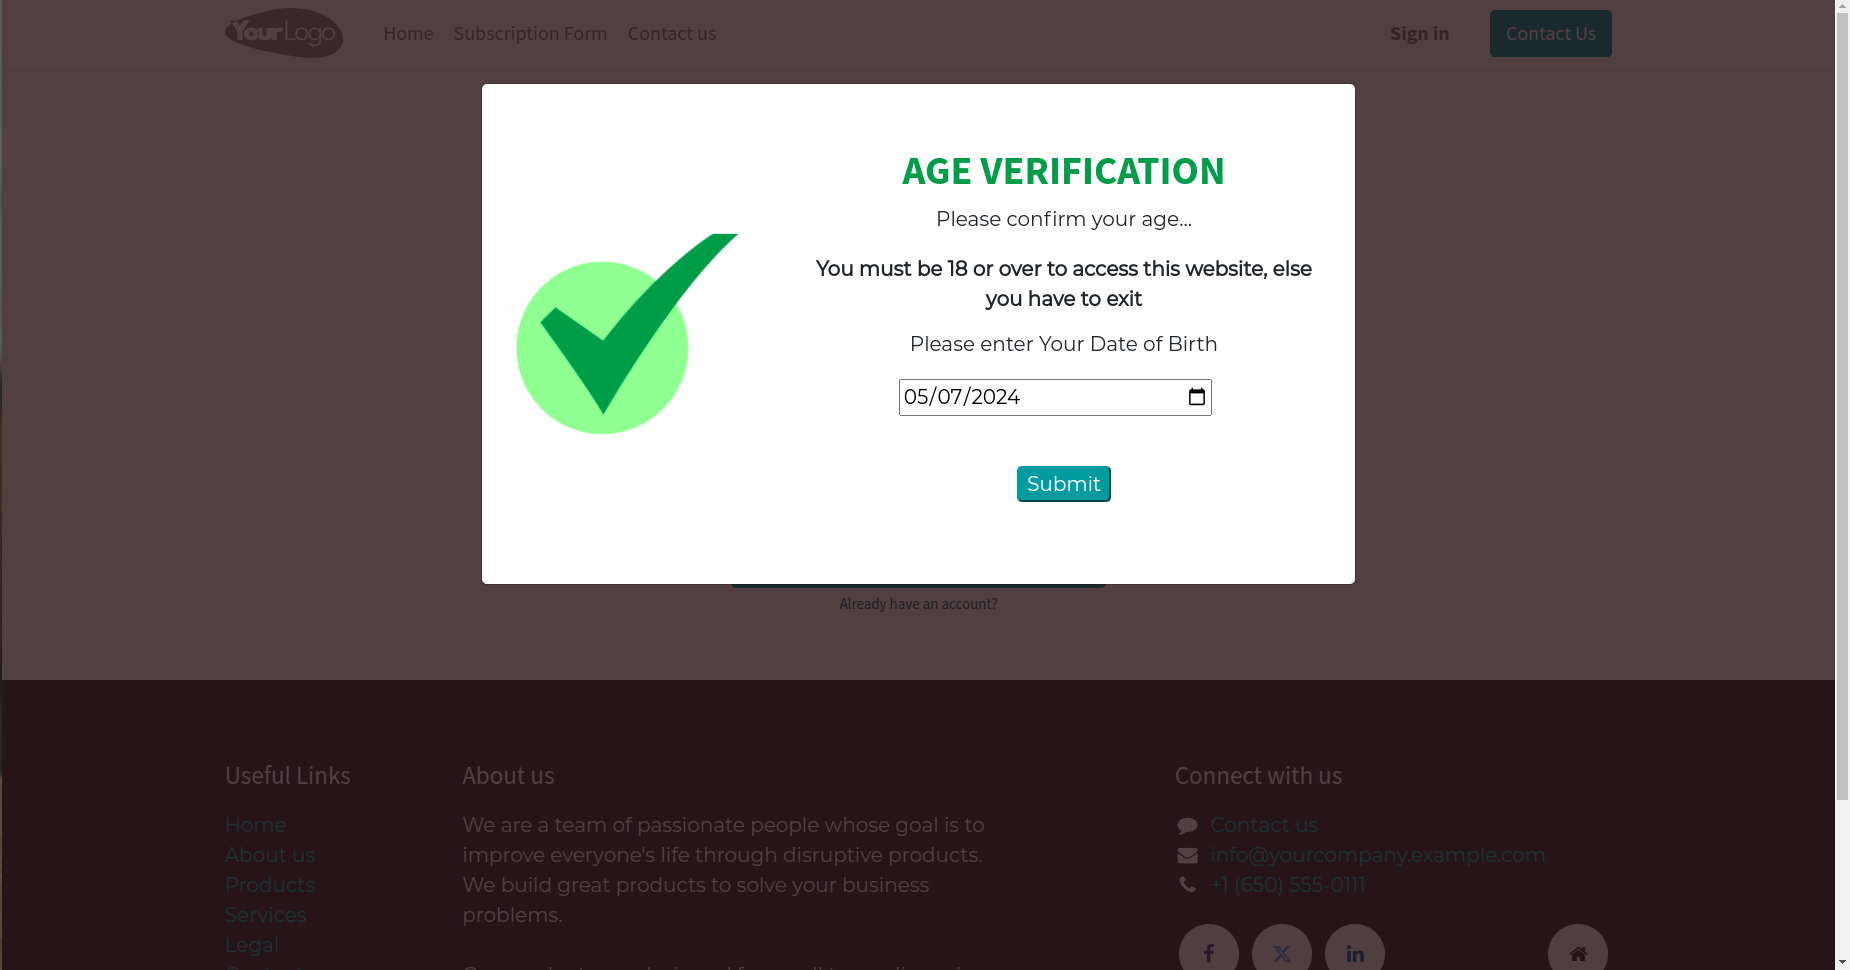 YourLogo
Home Subscription Form Contact us Sign in Contact Us
AGE VERIFICATION
Please confirm your age...
You must be 18 or over to access this website, else
you have to exit
Please enter Your Date of Birth
05/07/2024
Submit
Already have an account?
Useful Links
Home
About us
Products
Services
Legal
About us
We are a team of passionate people whose goal is to
improve everyone's life through disruptive products.
We build great products to solve your business
problems.
Connect with us
Contact us
info@yourcompany.example.com
+1 (650) 555-0111